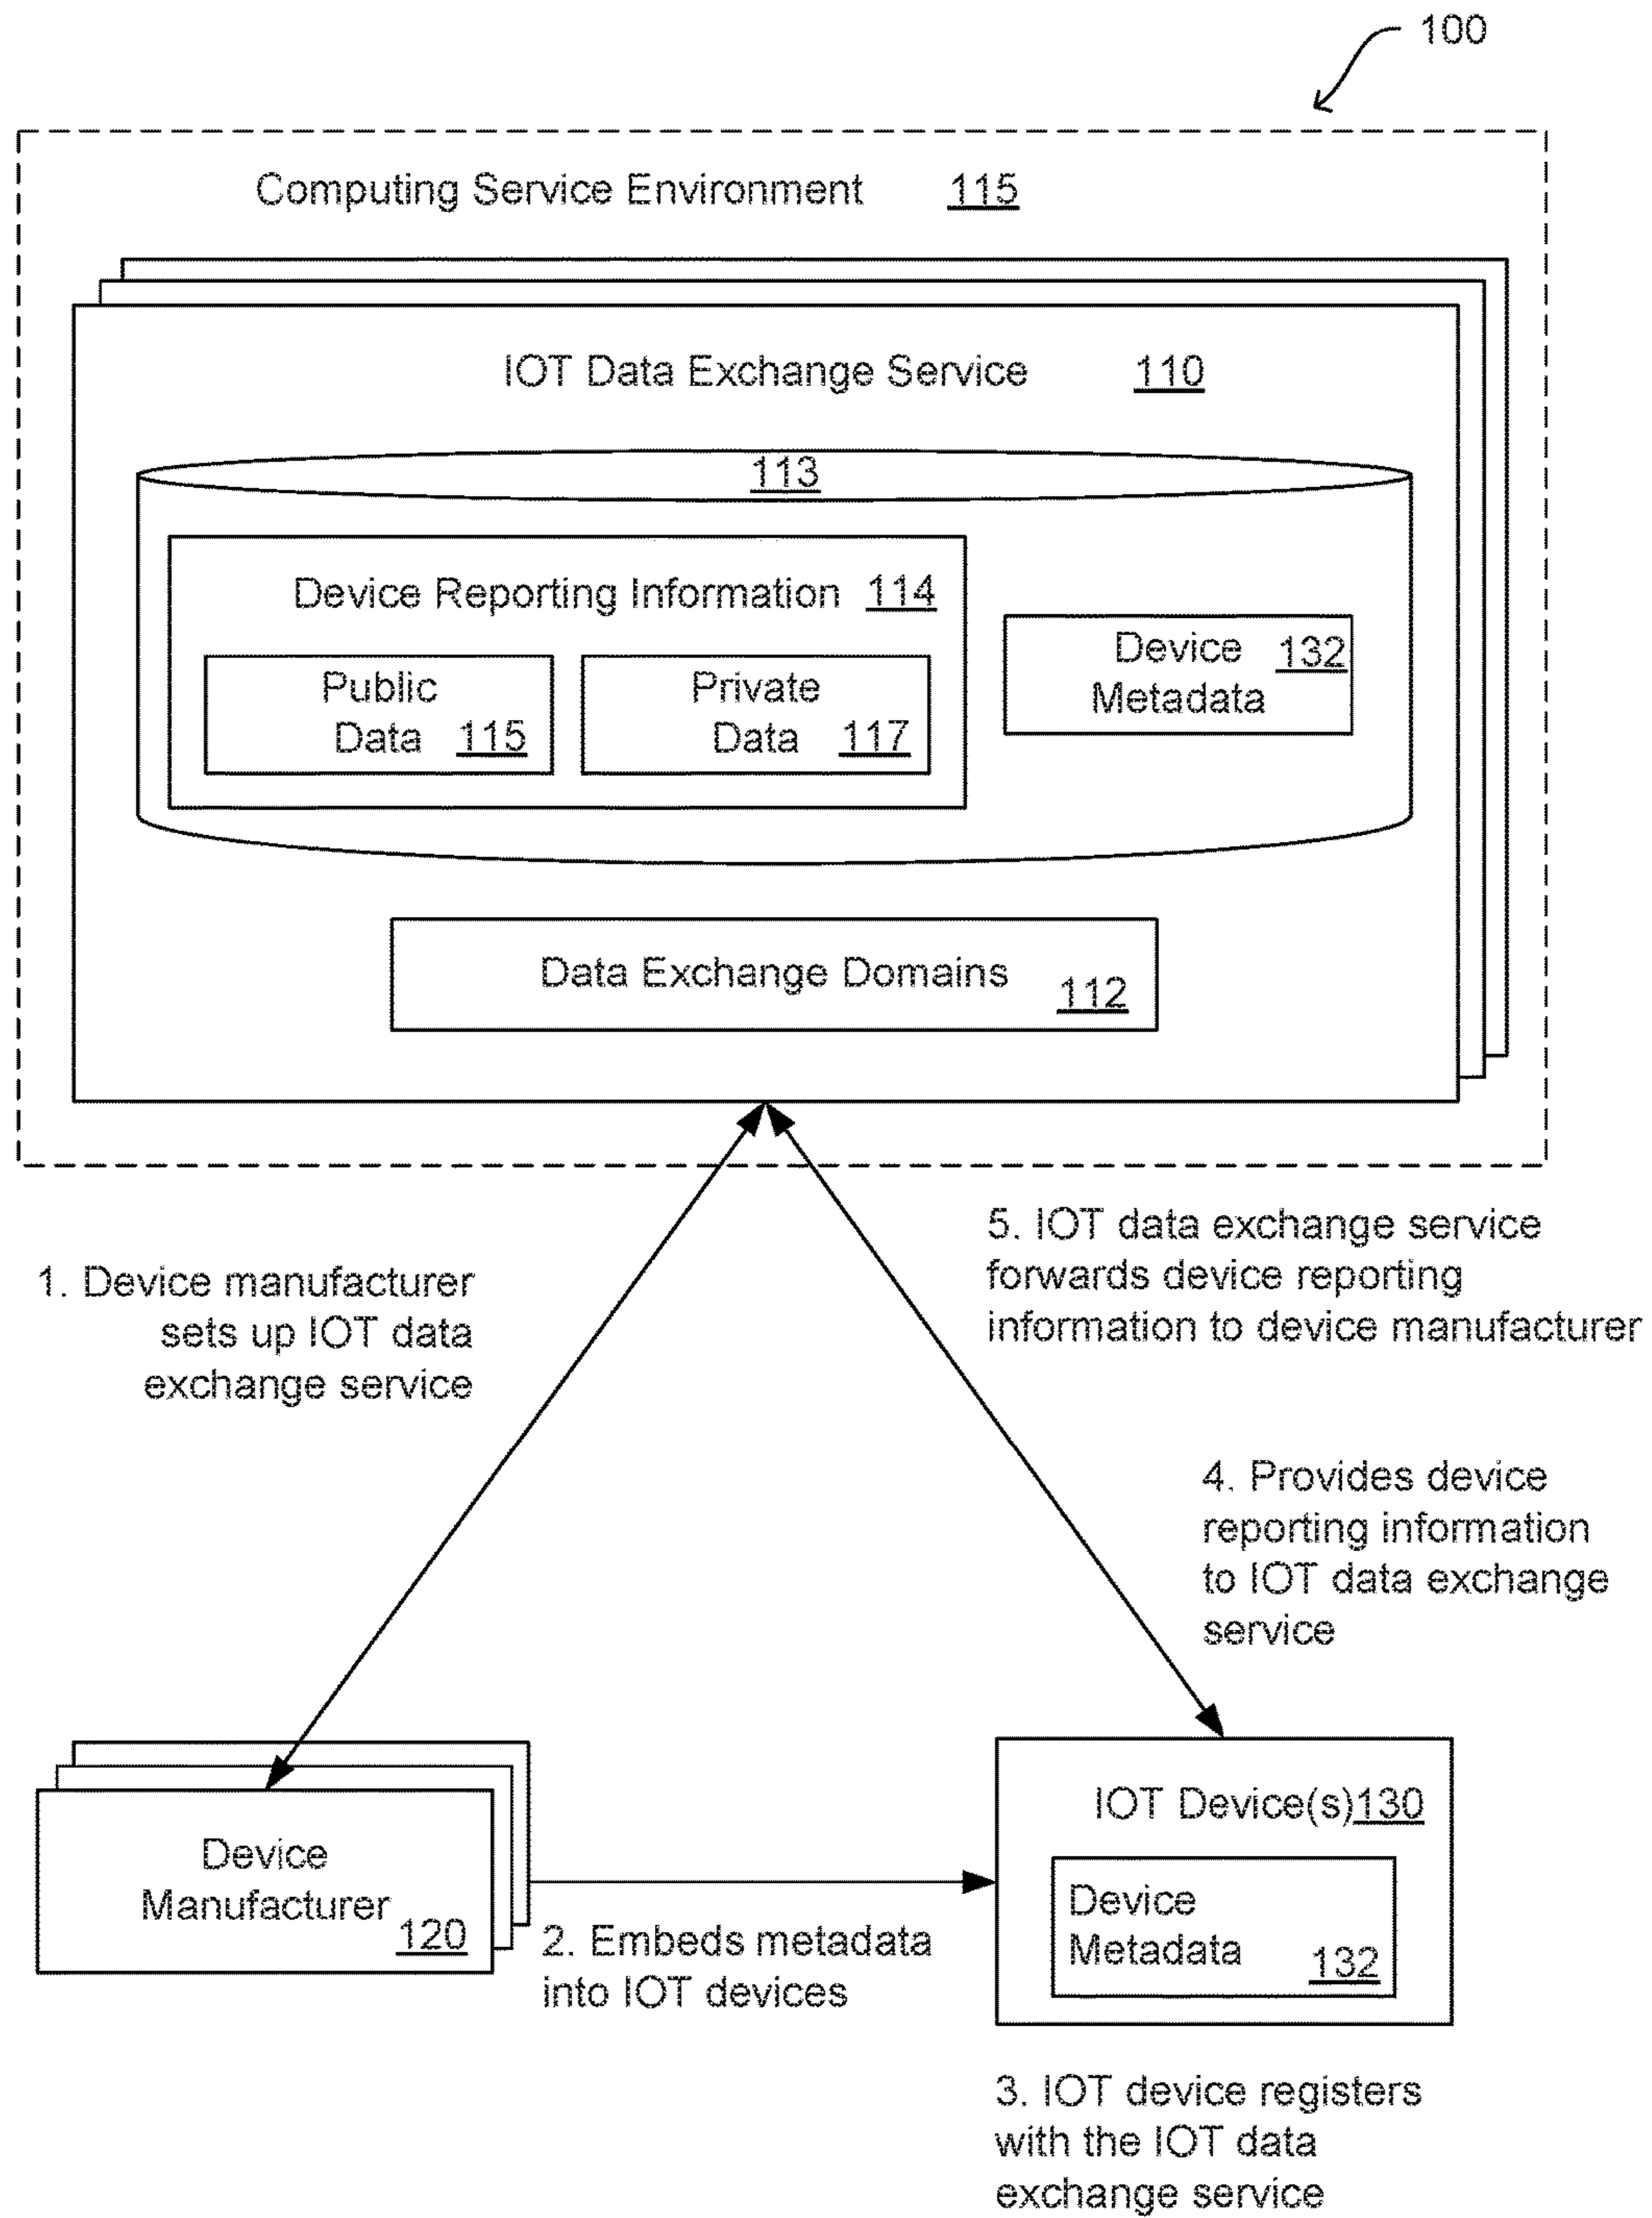 100
Computing Service Environment 115
IOT Data Exchange Service 110
113
Device Reporting Information 114
Public
Data 115
Private
Data 117
Device 132
Metadata
Data Exchange Domains 112
1. Device manufacturer
sets up IOT data
exchange service
5. IOT data exchange service
forwards device reporting
information to device manufacturer
4. Provides device
reporting information
to IOT data exchange
service
Device
Manufacturer 120
2. Embeds metadata
into IOT devices
IOT Device(s) 130
Device
Metadata 132
3. IOT device registers
with the IOT data
exchange service